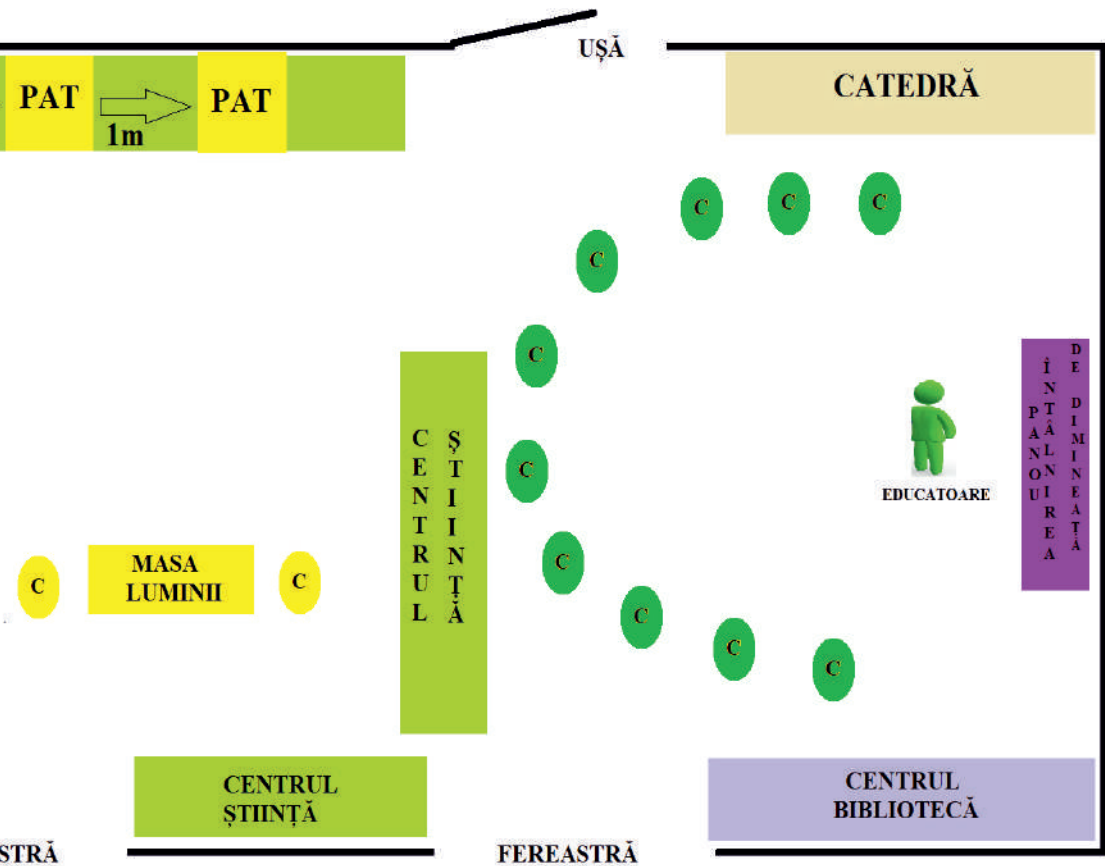 UȘĂ
PAT
1m
PAT
CATEDRĂ
C
C
C
C
C
C
C
C
C
C
CENTRUL
ȘTIINȚĂ
EDUCATOARE
PANOU
ÎNTÂLNIREA
DE DIMINEAȚĂ
C
MASA
LUMINII
C
CENTRUL
ȘTIINȚĂ
CENTRUL
BIBLIOTECĂ
STRĂ
FEREASTRĂ